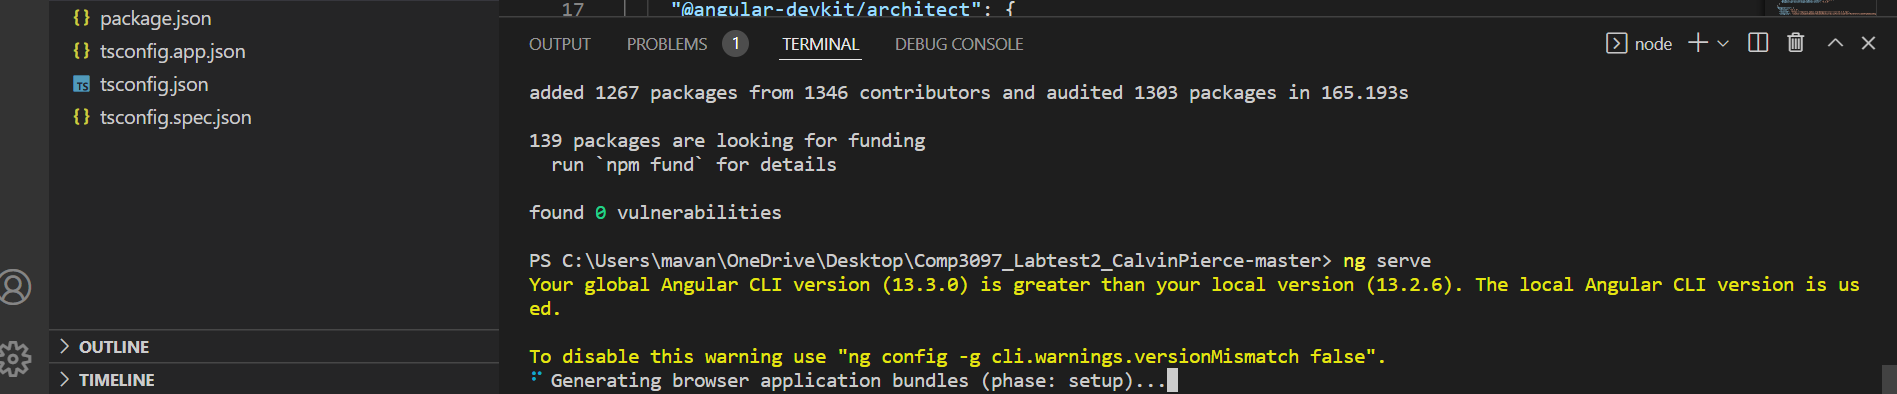 package.json
tsconfig.app.json
TS tsconfig.json
tsconfig.spec.json
OUTLINE
TIMELINE
17 "@angular-devkit/architect": {
OUTPUT PROBLEMS 1 TERMINAL DEBUG CONSOLE node
added 1267 packages from 1346 contributors and audited 1303 packages in 165.193s
139 packages are looking for funding
run `npm fund` for details
found 0 vulnerabilities
PS C:\Users\mavan\OneDrive\Desktop\Comp3097_Labtest2_CalvinPierce-master> ng serve
Your global Angular CLI version (13.3.0) is greater than your local version (13.2.6). The local Angular CLI version is us
ed.
To disable this warning use "ng config -g cli.warnings.versionMismatch false".
Generating browser application bundles (phase: setup)...